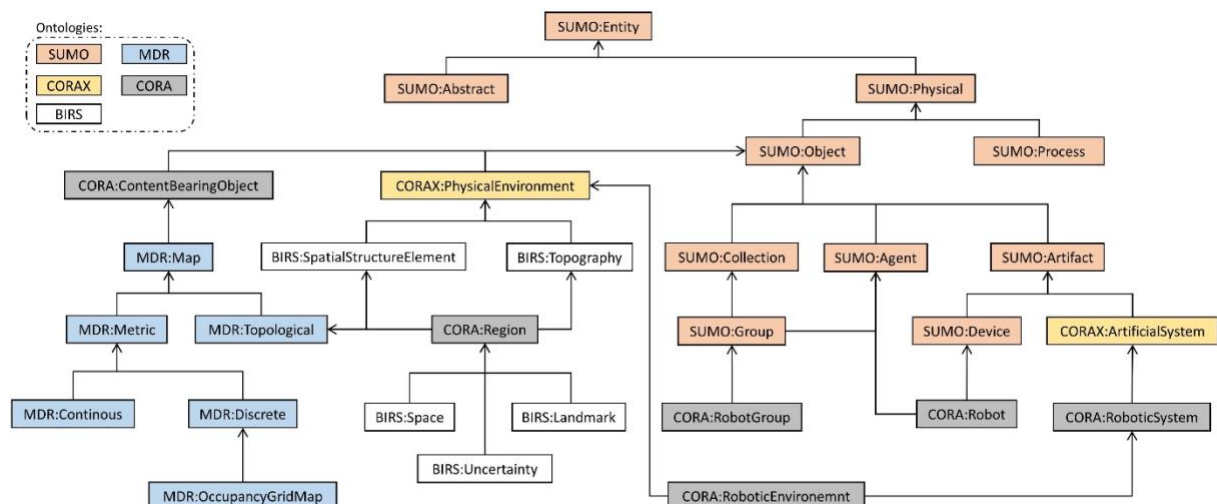 Ontologies:
SUMO
MDR
CORAX
CORA
BIRS
SUMO:Entity
SUMO:Abstract
SUMO:Physical
SUMO:Object
SUMO:Process
CORA:ContentBearingObject
CORAX:PhysicalEnvironment
MDR:Map
BIRS:SpatialStructureElement
BIRS:Topography
SUMO:Collection
SUMO:Agent
SUMO:Artifact
MDR:Metric
MDR:Topological
CORA:Region
SUMO:Group
SUMO:Device
CORAX:ArtificialSystem
MDR:Continous
MDR:Discrete
BIRS:Space
BIRS:Landmark
CORA:RobotGroup
CORA:Robot
CORA:RoboticSystem
BIRS:Uncertainty
MDR:OccupancyGridMap
CORA:RoboticEnvironemnt